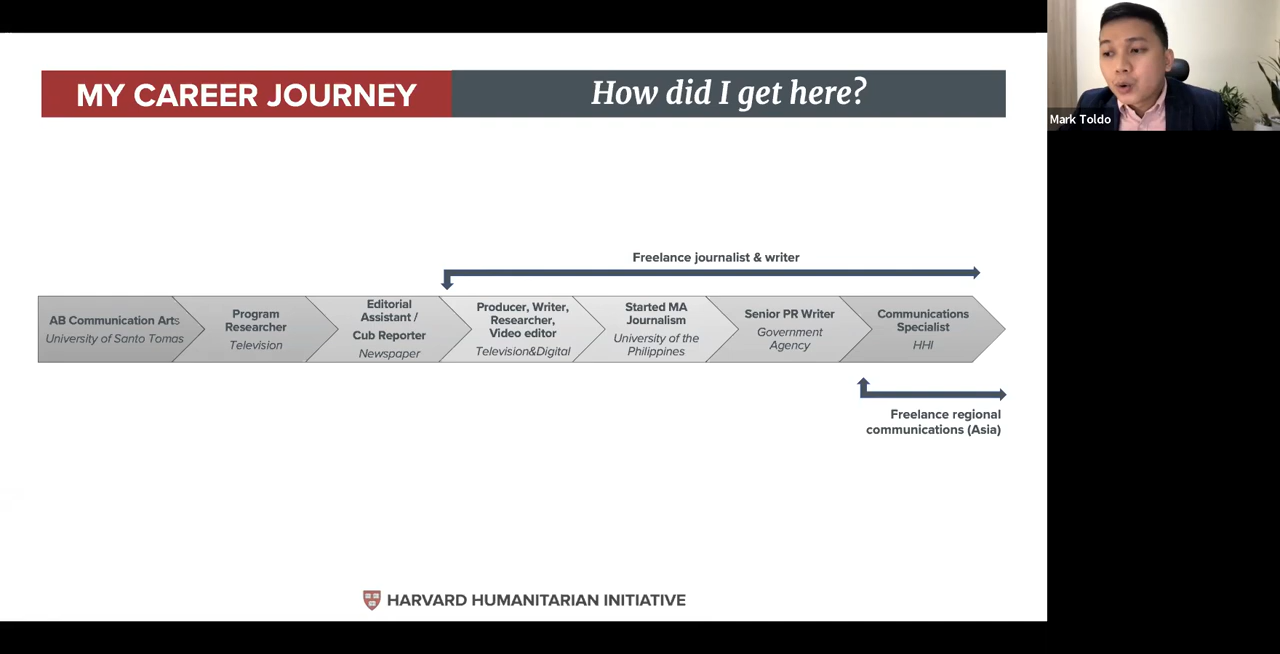 MY CAREER JOURNEY
How did I get here?
Mark Toldo
Freelance journalist & writer
AB Communication Arts
University of Santo Tomas
Program
Researcher
Television
Editorial
Assistant /
Cub Reporter
Newspaper
Producer, Writer,
Researcher,
Video editor
Television&Digital
Started MA
Journalism
University of the
Philippines
Senior PR Writer
Government
Agency
Communications
Specialist
HHI
Freelance regional
communications (Asia)
HARVARD HUMANITARIAN INITIATIVE